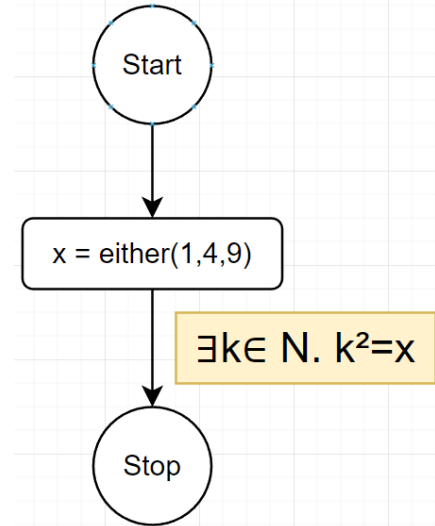 Start
x = either(1,4,9)
∃k∈ N. k²=x
Stop